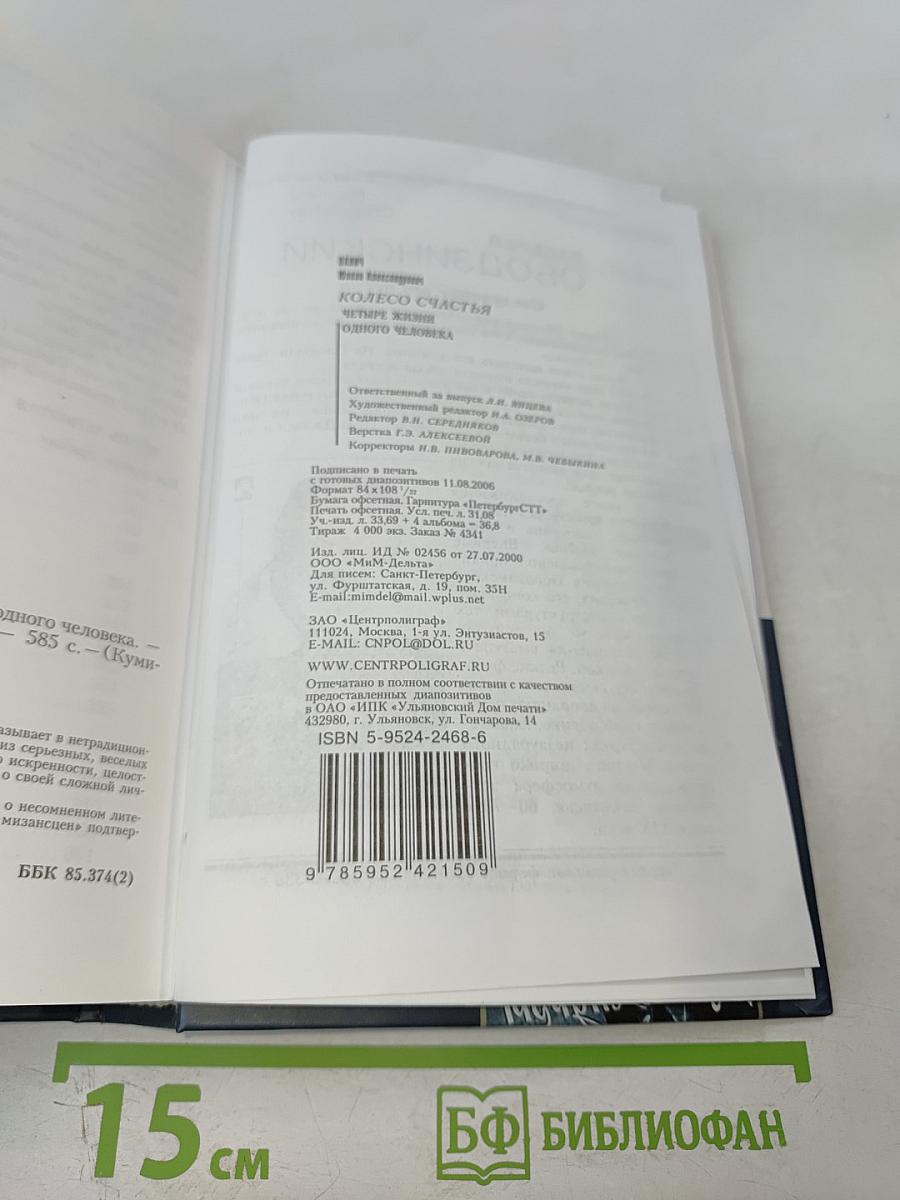 одного человека. —
— 585 с. — (Куми-
азывает в нетрадицион-
из серьезных, веселых
о искренности, целост-
о своей сложной лич-
о несомненном лите-
мизансцен» подтвер-
ББК 85.374(2)
КОЛЕСО СЧАСТЬЯ
ЧЕТЫРЕ ЖИЗНИ
ОДНОГО ЧЕЛОВЕКА
Ответственный за выпуск Л.И. ЯНЦЕВА
Художественный редактор И.А. ОЗЕРОВ
Редактор В.Н. СЕРЕДНЯКОВ
Верстка Г.Э. АЛЕКСЕЕВОЙ
Корректоры И.В. ПИВОВАРОВА, М.В. ЧЕБЫКИНА
Подписано в печать
с готовых диапозитивов 11.08.2006
Формат 84 х 108 ¹/₃₂
Бумага офсетная. Гарнитура «ПетербургСТТ»
Печать офсетная. Усл. печ. л. 31,08
Уч.-изд. л. 33,69 + 4 альбома = 36,8
Тираж 4 000 экз. Заказ № 4341
Изд. лиц. ИД № 02456 от 27.07.2000
ООО «МиМ-Дельта»
Для писем: Санкт-Петербург,
ул. Фурштатская, д. 19, пом. 35Н
E-mail:mimdel@mail.wplus.net
ЗАО «Центрполиграф»
111024, Москва, 1-я ул. Энтузиастов, 15
E-MAIL: CNPOL@DOL.RU
WWW.CENTRPOLIGRAF.RU
Отпечатано в полном соответствии с качеством
предоставленных диапозитивов
в ОАО «ИПК «Ульяновский Дом печати»
432980, г. Ульяновск, ул. Гончарова, 14
ISBN 5-9524-2468-6
9 785952 421509
15 см
БФ БИБЛИОФАН